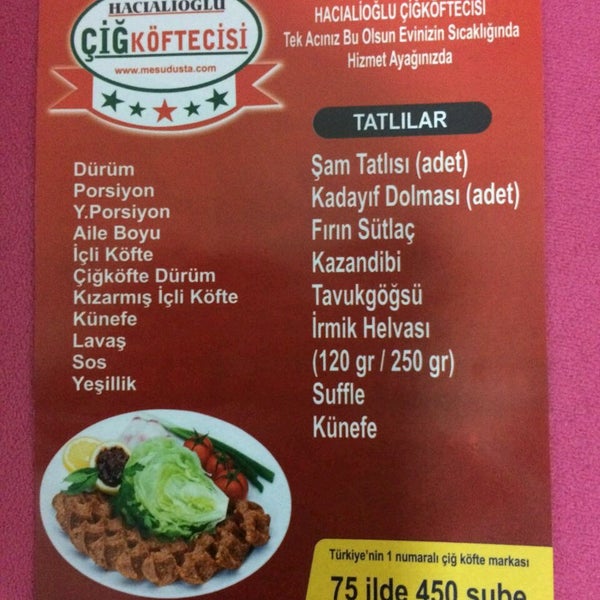 HACIALİOĞLU
ÇİĞKÖFTECİSİ
www.mesudusta.com
HACIALİOĞLU ÇİĞKÖFTECİSİ
Tek Acınız Bu Olsun Evinizin Sıcaklığında
Hizmet Ayağınızda
Dürüm
Porsiyon
Y.Porsiyon
Aile Boyu
İçli Köfte
Çiğköfte Dürüm
Kızarmış İçli Köfte
Künefe
Lavaş
Sos
Yeşillik
TATLILAR
Şam Tatlısı (adet)
Kadayıf Dolması (adet)
Fırın Sütlaç
Kazandibi
Tavukgöğsü
İrmik Helvası
(120 gr / 250 gr)
Suffle
Künefe
Türkiye'nin 1 numaralı çiğ köfte markası
75 ilde 450 şube